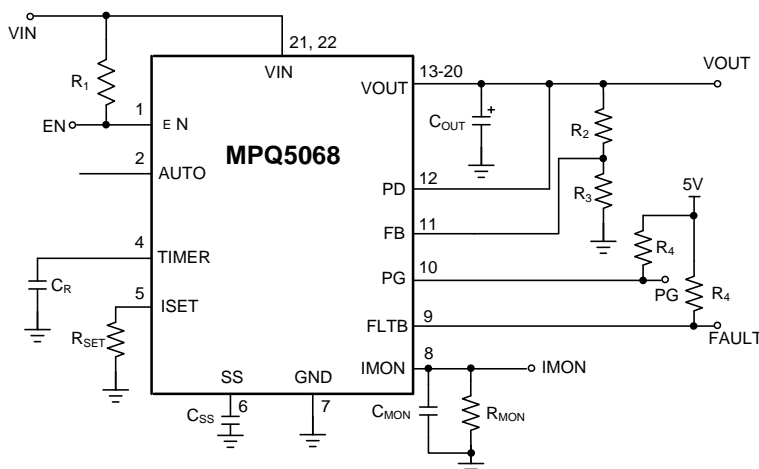 VIN
21, 22
VIN
R1
1
EN
EN
2
AUTO
MPQ5068
4
TIMER
CR
5
ISET
RSET
SS
GND
CSS
6
7
VOUT
13-20
VOUT
COUT
+
R2
PD
12
R3
5V
FB
11
R4
PG
10
PG
R4
FLTB
9
FAULT
IMON
8
IMON
CMON
RMON